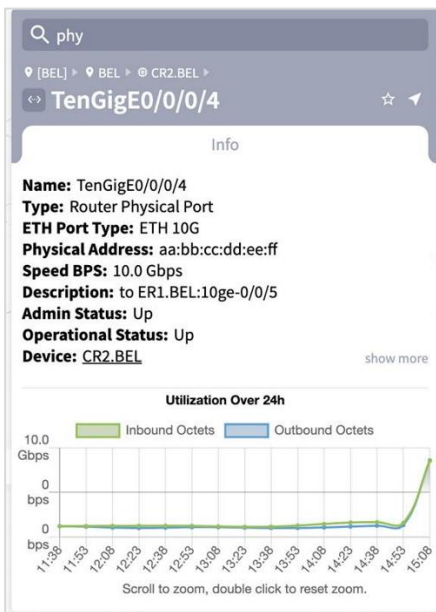 phy
[BEL] BEL CR2.BEL
TenGigE0/0/0/4
Info
Name: TenGigE0/0/0/4
Type: Router Physical Port
ETH Port Type: ETH 10G
Physical Address: aa:bb:cc:dd:ee:ff
Speed BPS: 10.0 Gbps
Description: to ER1.BEL:10ge-0/0/5
Admin Status: Up
Operational Status: Up
Device: CR2.BEL
show more
Utilization Over 24h
Inbound Octets Outbound Octets
10.0
Gbps
0
bps
0
bps
11:38 11:53 12:08 12:23 12:38 12:53 13:08 13:23 13:38 13:53 14:08 14:23 14:38 14:53 15:08
Scroll to zoom, double click to reset zoom.